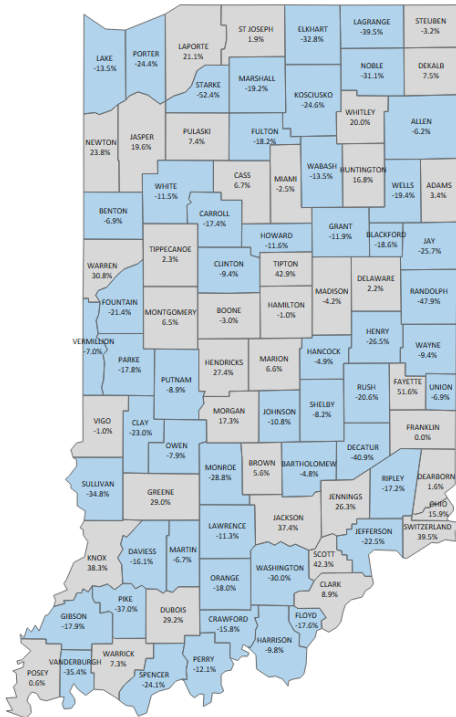 ST JOSEPH
1.9%
ELKHART
-32.8%
LAGRANGE
-39.5%
STEUBEN
-3.2%
LAPORTE
21.1%
PORTER
-24.4%
LAKE
-13.5%
NOBLE
-31.1%
DEKALB
7.5%
MARSHALL
-19.2%
STARKE
-52.4%
KOSCIUSKO
-24.6%
WHITLEY
20.0%
ALLEN
-6.2%
NEWTON
23.8%
JASPER
19.6%
PULASKI
7.4%
FULTON
-18.2%
WABASH
-13.5%
HUNTINGTON
16.8%
CASS
6.7%
MIAMI
-2.5%
WELLS
-19.4%
ADAMS
3.4%
WHITE
-11.5%
BENTON
-6.9%
CARROLL
-17.4%
HOWARD
-11.6%
GRANT
-11.9%
BLACKFORD
-18.6%
JAY
-25.7%
TIPPECANOE
2.3%
WARREN
30.8%
CLINTON
-9.4%
TIPTON
42.9%
MADISON
-4.2%
DELAWARE
2.2%
RANDOLPH
-47.9%
FOUNTAIN
-21.4%
MONTGOMERY
6.5%
BOONE
-3.0%
HAMILTON
-1.0%
HENRY
-26.5%
WAYNE
-9.4%
VERMILLION
-7.0%
PARKE
-17.8%
HENDRICKS
27.4%
MARION
6.6%
HANCOCK
-4.9%
PUTNAM
-8.9%
RUSH
-20.6%
FAYETTE
51.6%
UNION
-6.9%
SHELBY
-8.2%
MORGAN
17.3%
JOHNSON
-10.8%
VIGO
-1.0%
CLAY
-23.0%
FRANKLIN
0.0%
OWEN
-7.9%
DECATUR
-40.9%
MONROE
-28.8%
BROWN
5.6%
BARTHOLOMEW
-4.8%
RIPLEY
-17.2%
DEARBORN
1.6%
SULLIVAN
-34.8%
GREENE
29.0%
JENNINGS
26.3%
OHIO
15.9%
JACKSON
37.4%
LAWRENCE
-11.3%
JEFFERSON
-22.5%
SWITZERLAND
39.5%
KNOX
38.3%
DAVIESS
-16.1%
MARTIN
-6.7%
SCOTT
42.3%
ORANGE
-18.0%
WASHINGTON
-30.0%
CLARK
8.9%
PIKE
-37.0%
DUBOIS
29.2%
GIBSON
-17.9%
CRAWFORD
-15.8%
FLOYD
-17.6%
HARRISON
-9.8%
WARRICK
7.3%
PERRY
-12.1%
VANDERBURGH
-35.4%
POSEY
0.6%
SPENCER
-24.1%